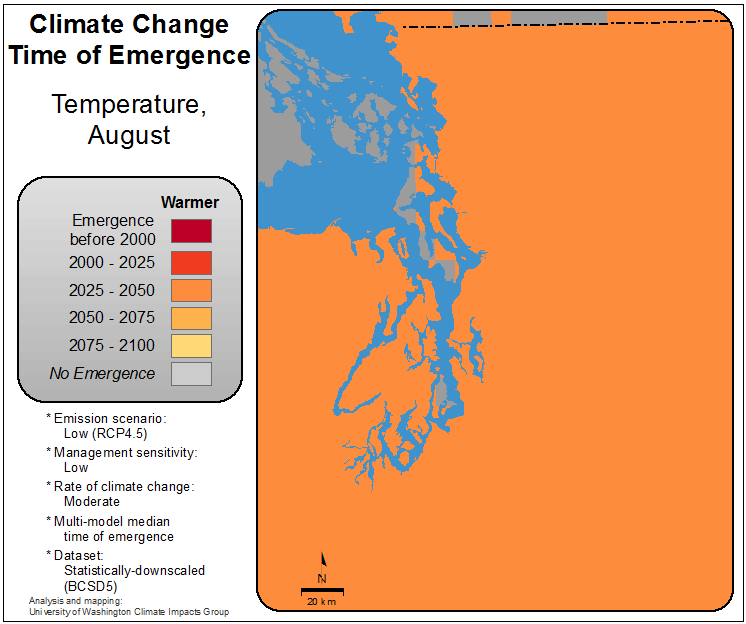 Climate Change
Time of Emergence
Temperature,
August
Warmer
Emergence
before 2000
2000 - 2025
2025 - 2050
2050 - 2075
2075 - 2100
No Emergence
* Emission scenario:
Low (RCP4.5)
* Management sensitivity:
Low
* Rate of climate change:
Moderate
* Multi-model median
time of emergence
* Dataset:
Statistically-downscaled
(BCSD5)
Analysis and mapping:
University of Washington Climate Impacts Group
N
20 km